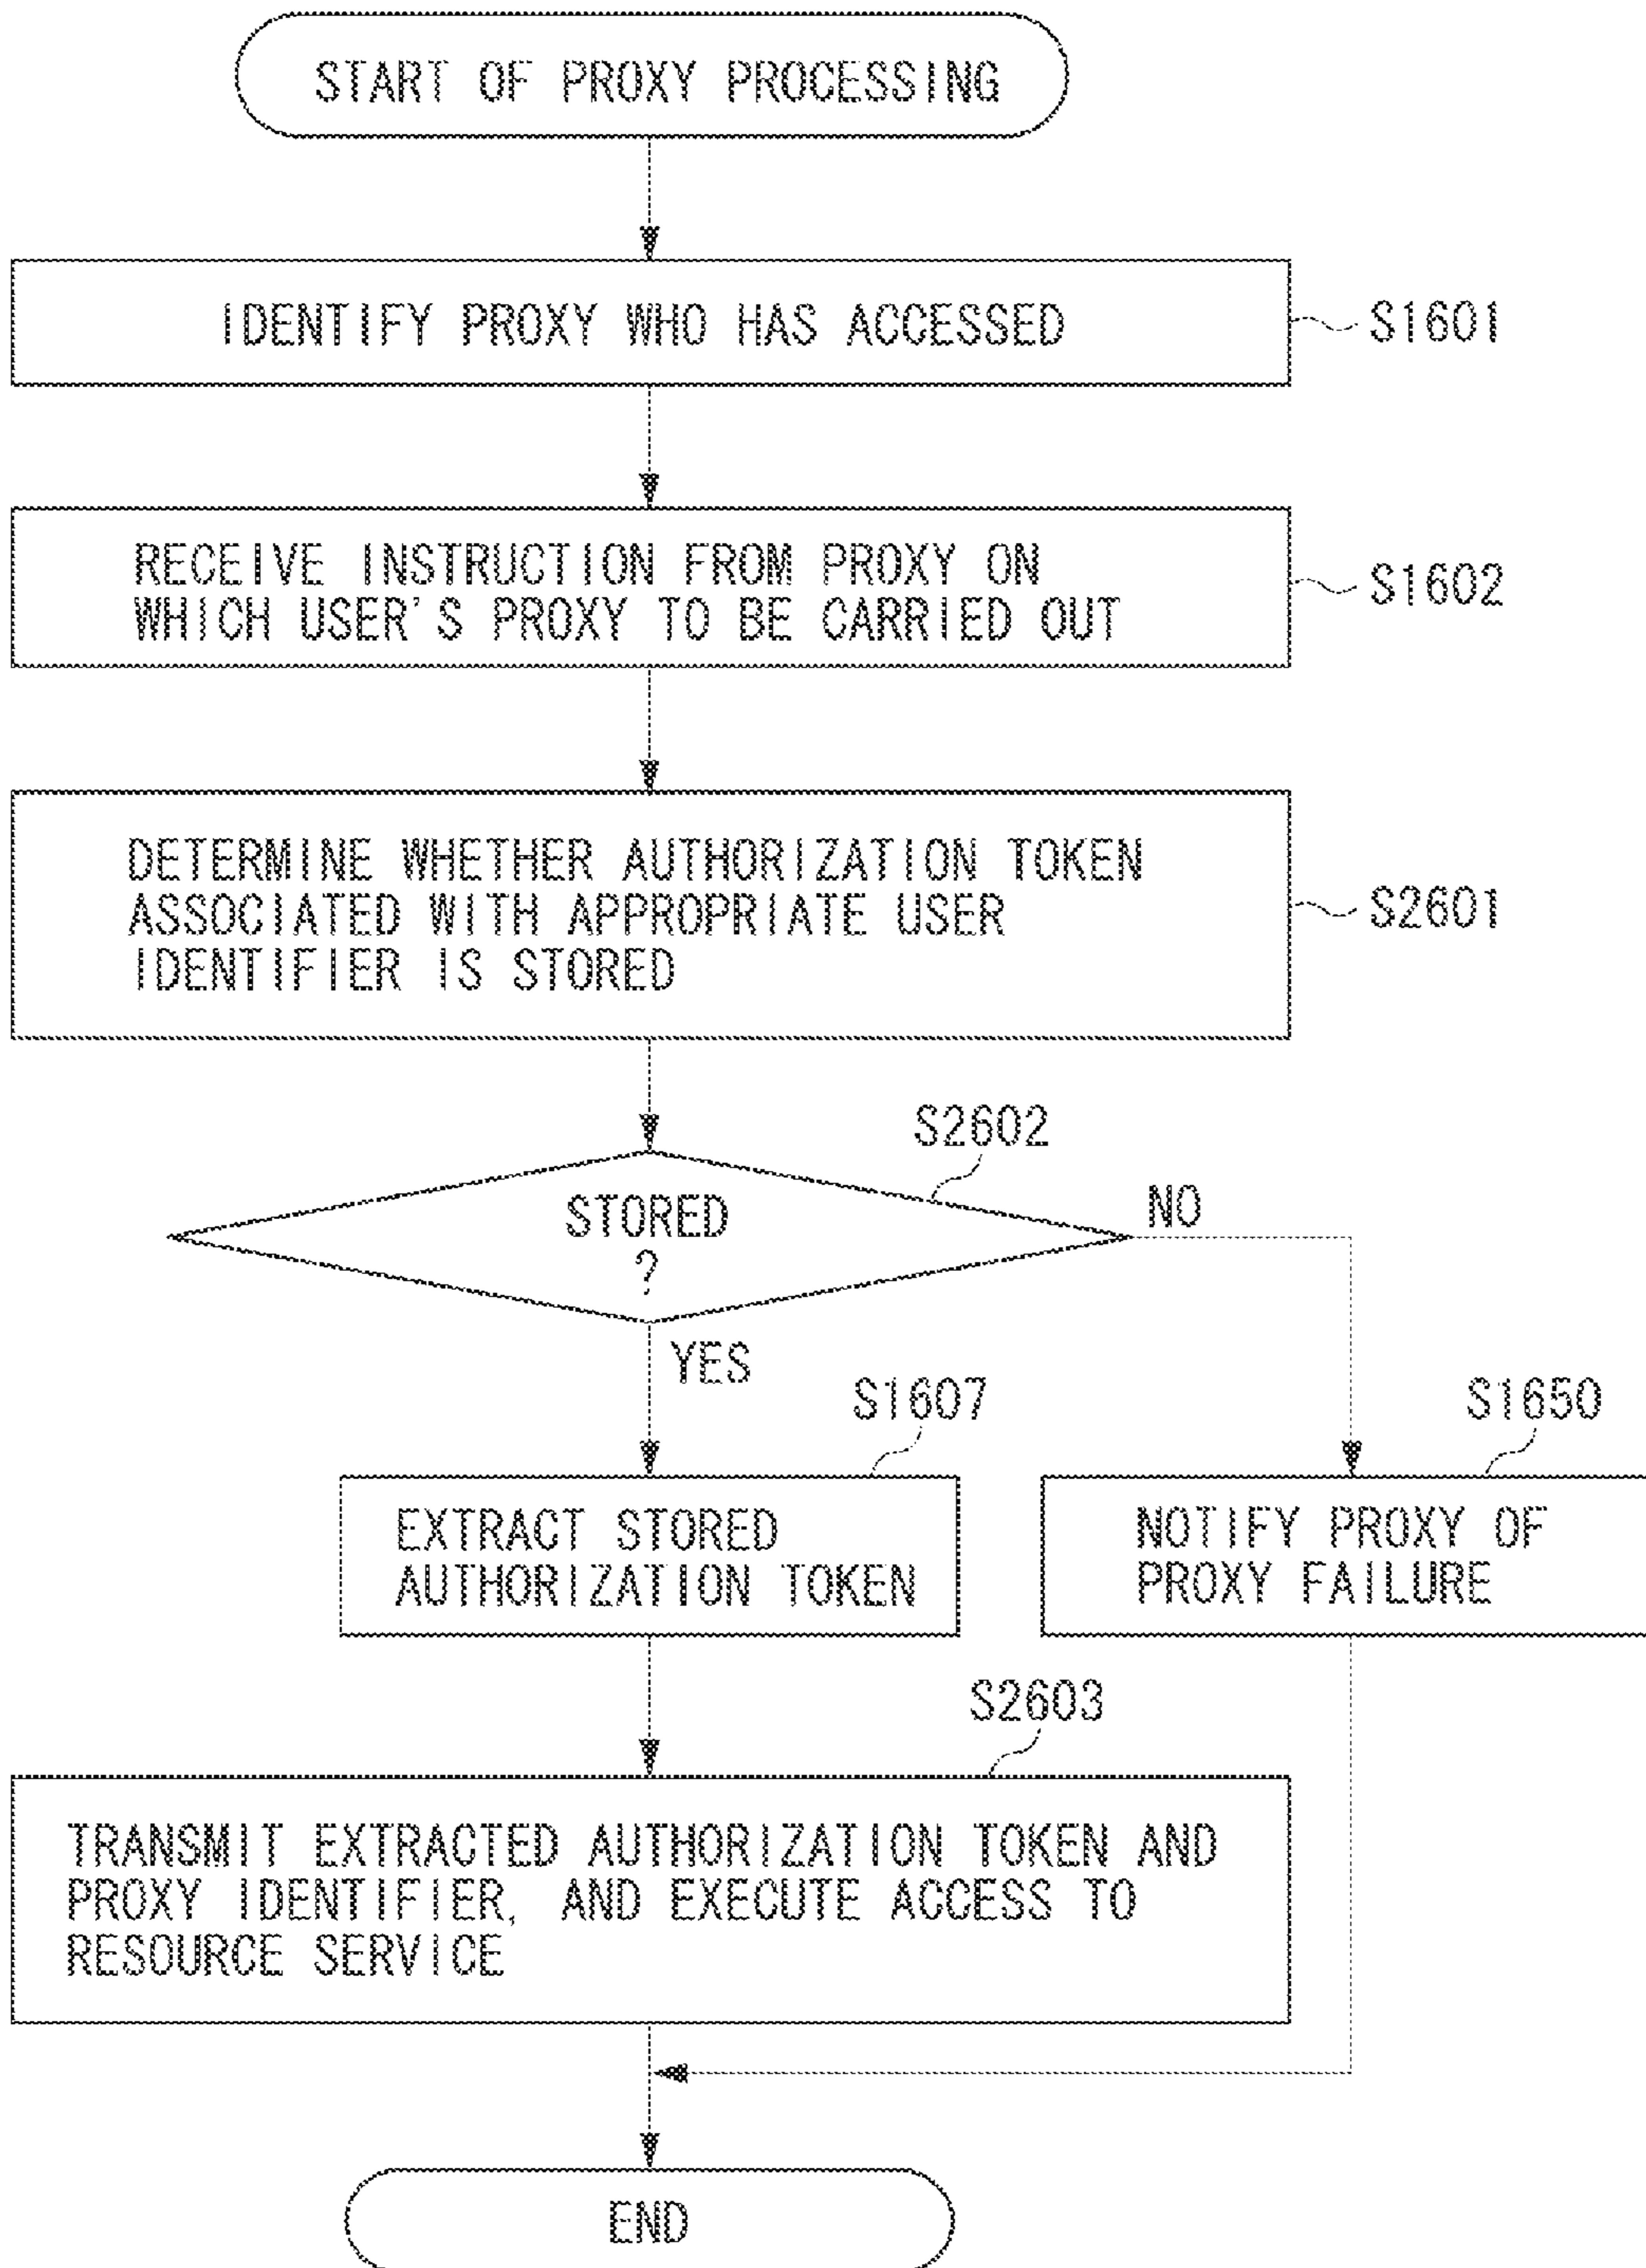 START OF PROXY PROCESSING
IDENTIFY PROXY WHO HAS ACCESSED
S1601
RECEIVE INSTRUCTION FROM PROXY ON
WHICH USER'S PROXY TO BE CARRIED OUT
S1602
DETERMINE WHETHER AUTHORIZATION TOKEN
ASSOCIATED WITH APPROPRIATE USER
IDENTIFIER IS STORED
S2601
S2602
STORED
?
NO
YES
S1607
EXTRACT STORED
AUTHORIZATION TOKEN
S1650
NOTIFY PROXY OF
PROXY FAILURE
S2603
TRANSMIT EXTRACTED AUTHORIZATION TOKEN AND
PROXY IDENTIFIER, AND EXECUTE ACCESS TO
RESOURCE SERVICE
END